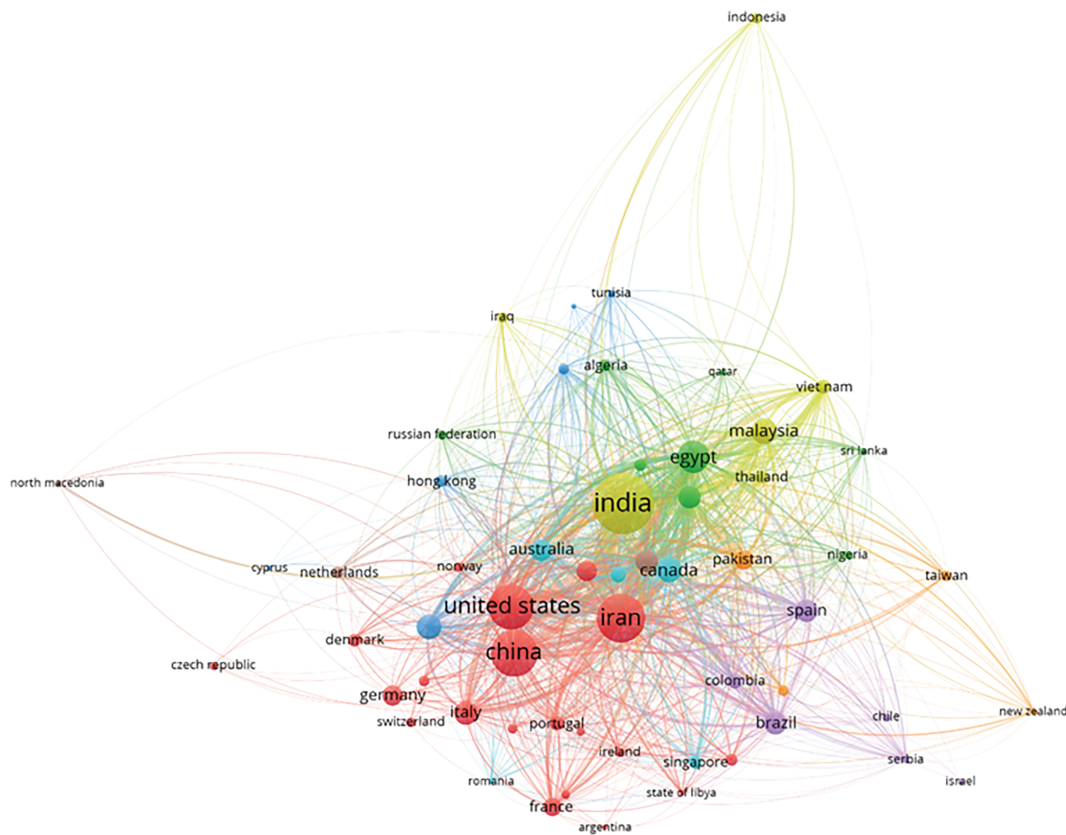 indonesia
tunisia
iraq
algeria
qatar
viet nam
malaysia
russian federation
egypt
sri lanka
thailand
hong kong
north macedonia
india
australia
nigeria
pakistan
norway
cyprus
netherlands
canada
taiwan
united states
spain
iran
denmark
china
czech republic
colombia
germany
italy
switzerland
portugal
brazil
chile
new zealand
ireland
singapore
serbia
romania
israel
state of libya
france
argentina